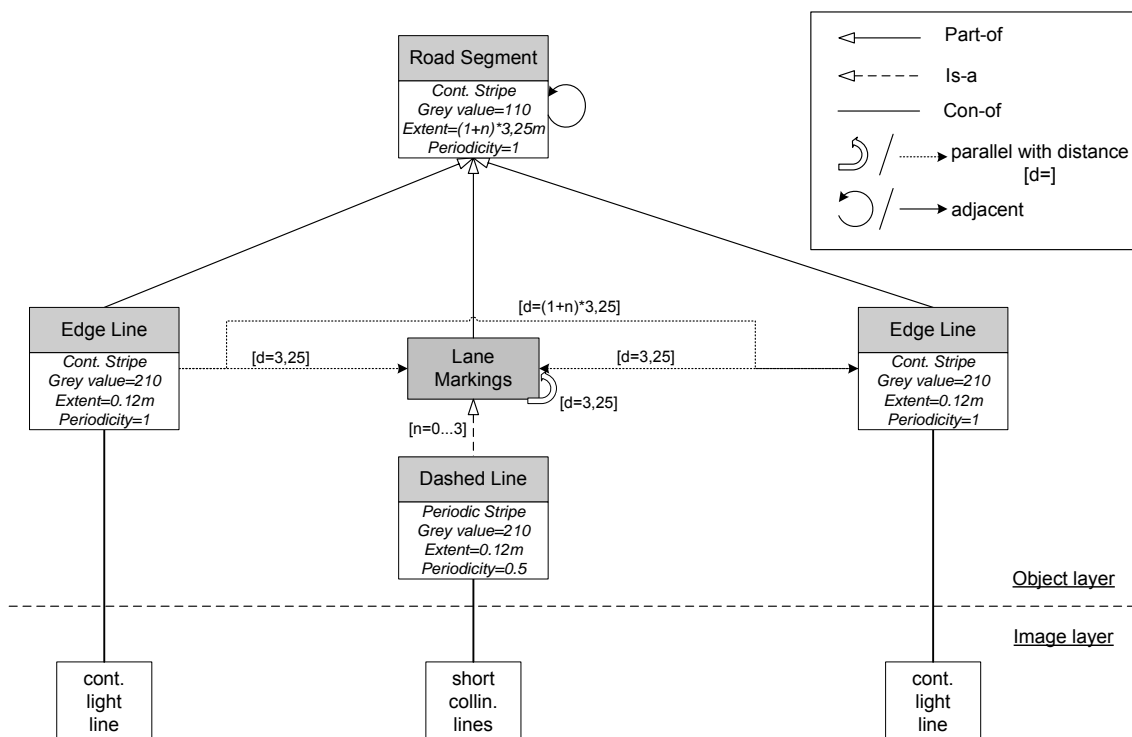 Road Segment
Cont. Stripe
Grey value=110
Extent=(1+n)*3,25m
Periodicity=1
Part-of
Is-a
Con-of
parallel with distance
[d=]
adjacent
[d=(1+n)*3,25]
Edge Line
Cont. Stripe
Grey value=210
Extent=0.12m
Periodicity=1
[d=3,25]
Lane
Markings
[d=3,25]
[d=3,25]
Edge Line
Cont. Stripe
Grey value=210
Extent=0.12m
Periodicity=1
[n=0...3]
Dashed Line
Periodic Stripe
Grey value=210
Extent=0.12m
Periodicity=0.5
Object layer
Image layer
cont.
light
line
short
collin.
lines
cont.
light
line